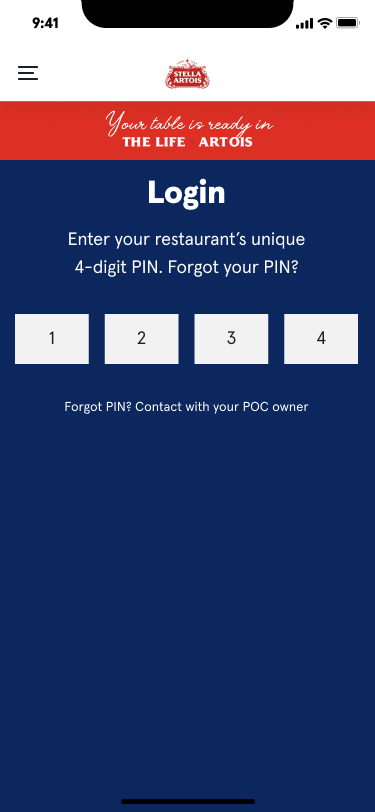 9:41
STELLA
ARTOIS
Your table is ready in
THE LIFE ARTOIS
Login
Enter your restaurant's unique
4-digit PIN. Forgot your PIN?
1 2 3 4
Forgot PIN? Contact with your POC owner